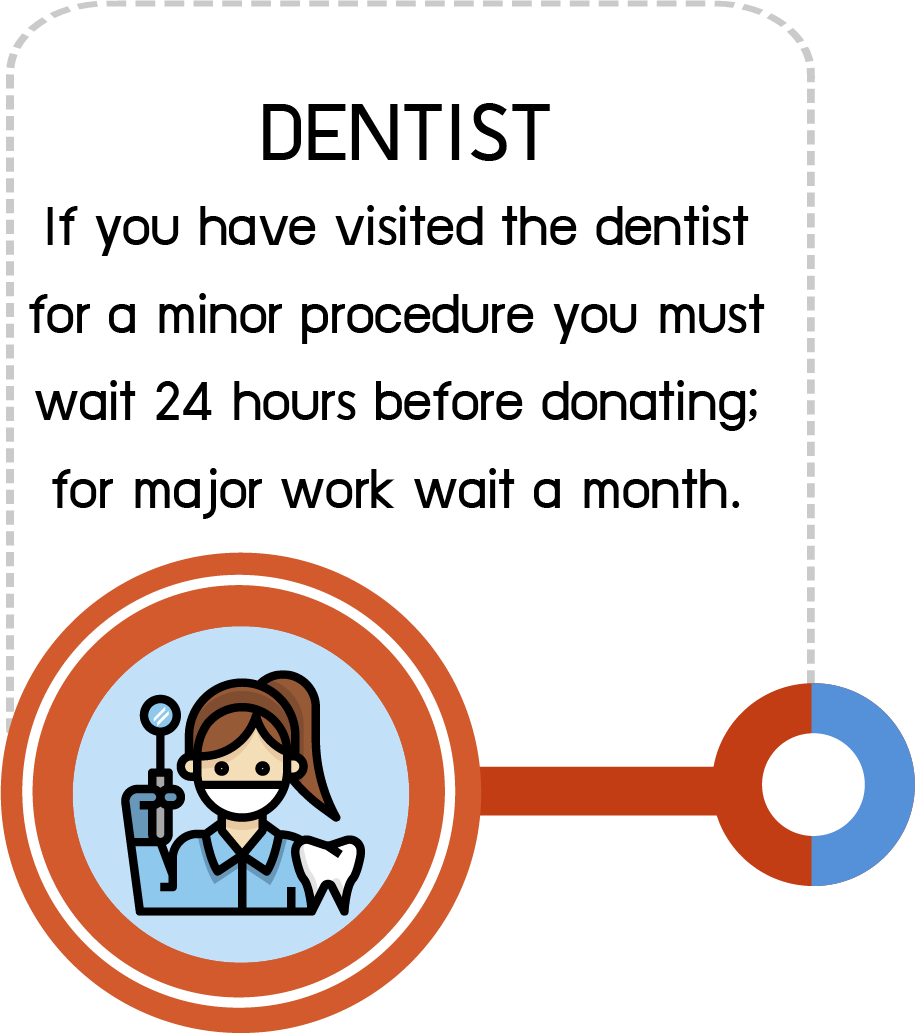 DENTIST
If you have visited the dentist
for a minor procedure you must
wait 24 hours before donating;
for major work wait a month.